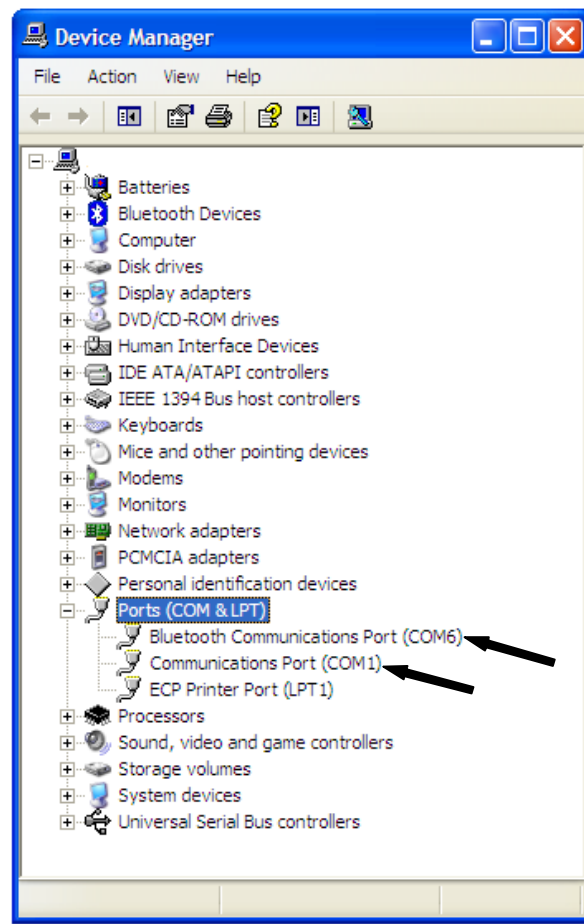 Device Manager
File Action View Help
Batteries
Bluetooth Devices
Computer
Disk drives
Display adapters
DVD/CD-ROM drives
Human Interface Devices
IDE ATA/ATAPI controllers
IEEE 1394 Bus host controllers
Keyboards
Mice and other pointing devices
Modems
Monitors
Network adapters
PCMCIA adapters
Personal identification devices
Ports (COM & LPT)
Bluetooth Communications Port (COM6)
Communications Port (COM1)
ECP Printer Port (LPT1)
Processors
Sound, video and game controllers
Storage volumes
System devices
Universal Serial Bus controllers